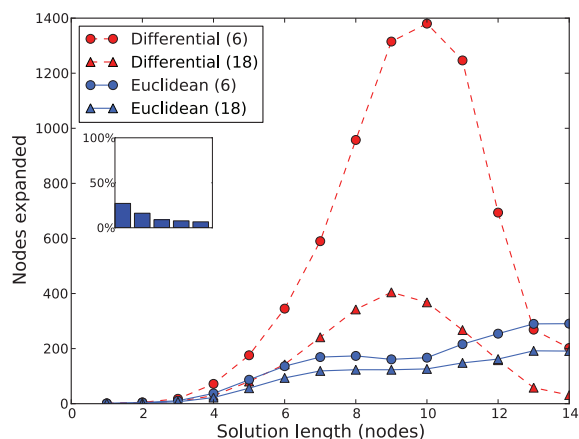 1400
1200
1000
800
600
400
200
0
Nodes expanded
Differential (6)
Differential (18)
Euclidean (6)
Euclidean (18)
100%
50%
0%
0 2 4 6 8 10 12 14
Solution length (nodes)